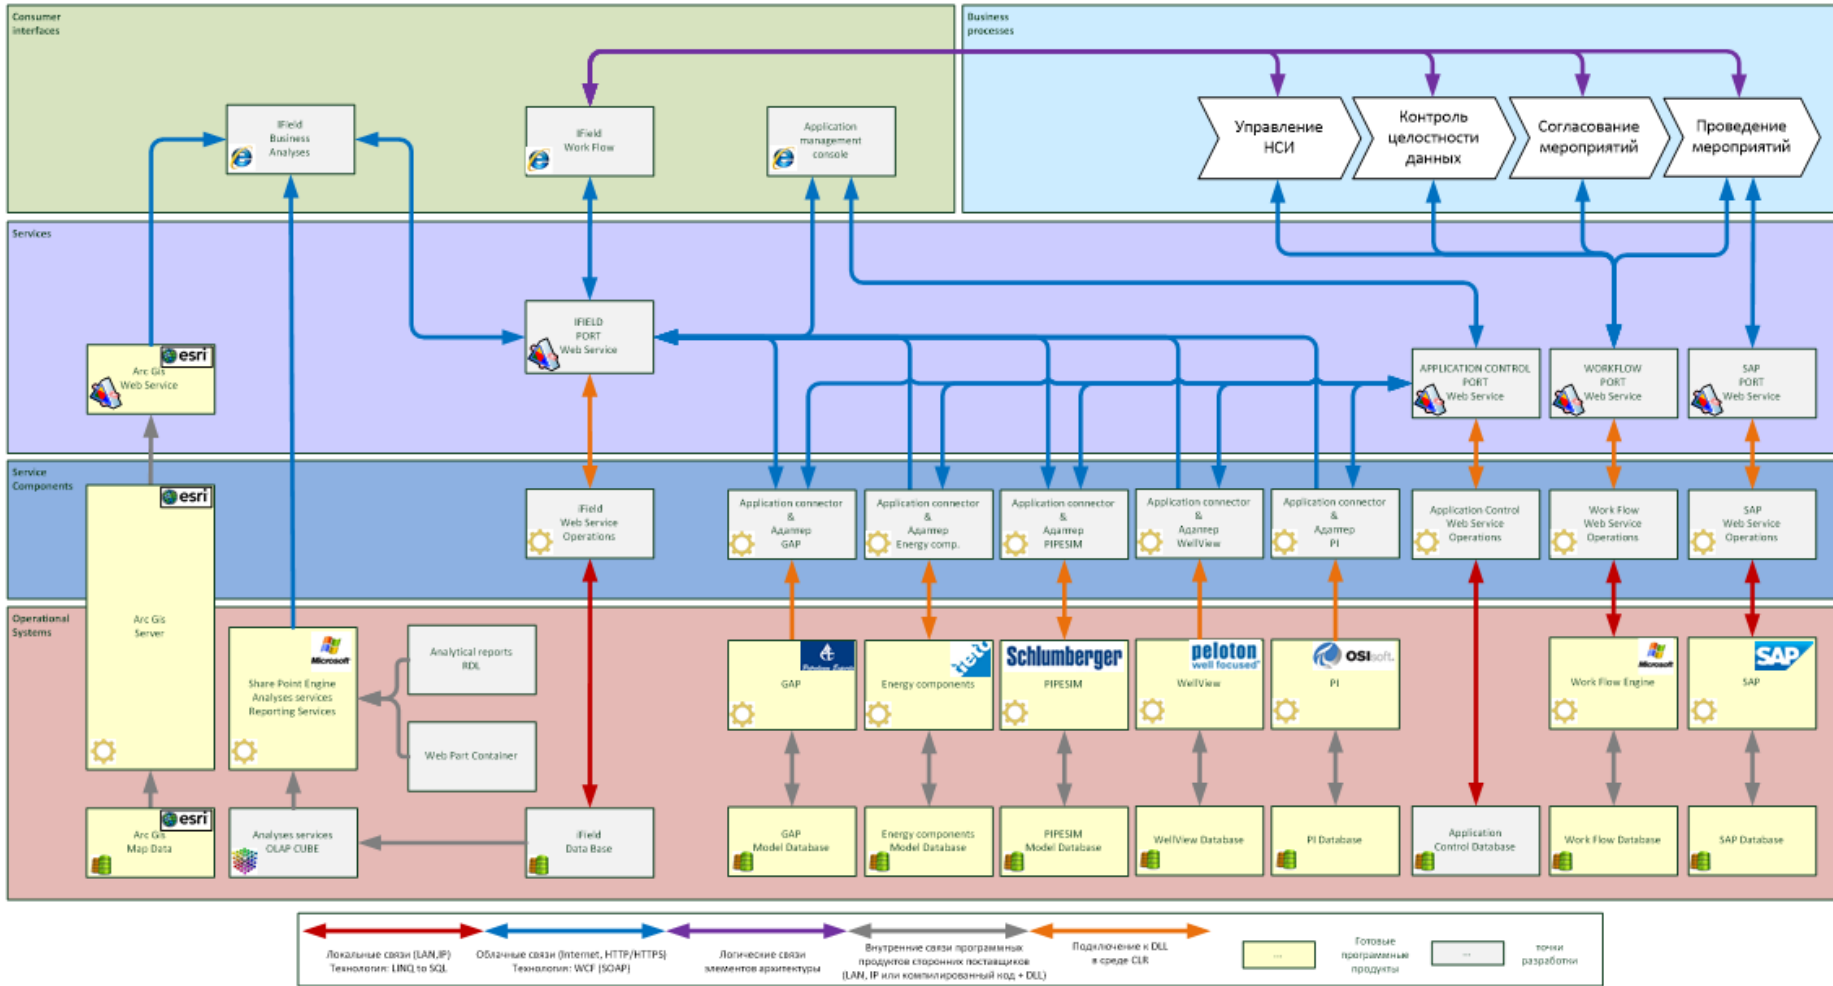 Consumer
interfaces
Business
processes
IField
Business
Analyses
IField
Work Flow
Application
management
console
Управление
НСИ
Контроль
целостности
данных
Согласование
мероприятий
Проведение
мероприятий
Services
IFIELD
PORT
Web Service
esri
Arc Gis
Web Service
APPLICATION CONTROL
PORT
Web Service
WORKFLOW
PORT
Web Service
SAP
PORT
Web Service
Service
Components
esri
Arc Gis
Server
iField
Web Service
Operations
Application connector
&
Адаптер
GAP
Application connector
&
Адаптер
Energy comp.
Application connector
&
Адаптер
PIPESIM
Application connector
&
Адаптер
WellView
Application connector
&
Адаптер
PI
Application Control
Web Service
Operations
Work Flow
Web Service
Operations
SAP
Web Service
Operations
Operational
Systems
Microsoft
Share Point Engine
Analyses services
Reporting Services
Analytical reports
RDL
Web Part Container
Petroleum Experts
GAP
tieto
Energy components
Schlumberger
PIPESIM
peloton
well focused
WellView
OSIsoft.
PI
Microsoft
Work Flow Engine
SAP
SAP
esri
Arc Gis
Map Data
Analyses services
OLAP CUBE
iField
Data Base
GAP
Model Database
Energy components
Model Database
PIPESIM
Model Database
WellView Database
PI Database
Application
Control Database
Work Flow Database
SAP Database
Локальные связи (LAN,IP)
Технология: LINQ to SQL
Облачные связи (Internet, HTTP/HTTPS)
Технология: WCF (SOAP)
Логические связи
элементов архитектуры
Внутренние связи программных
продуктов сторонних поставщиков
(LAN, IP или компилированный код + DLL)
Подключение к DLL
в среде CLR
...
Готовые
программные
продукты
...
точки
разработки